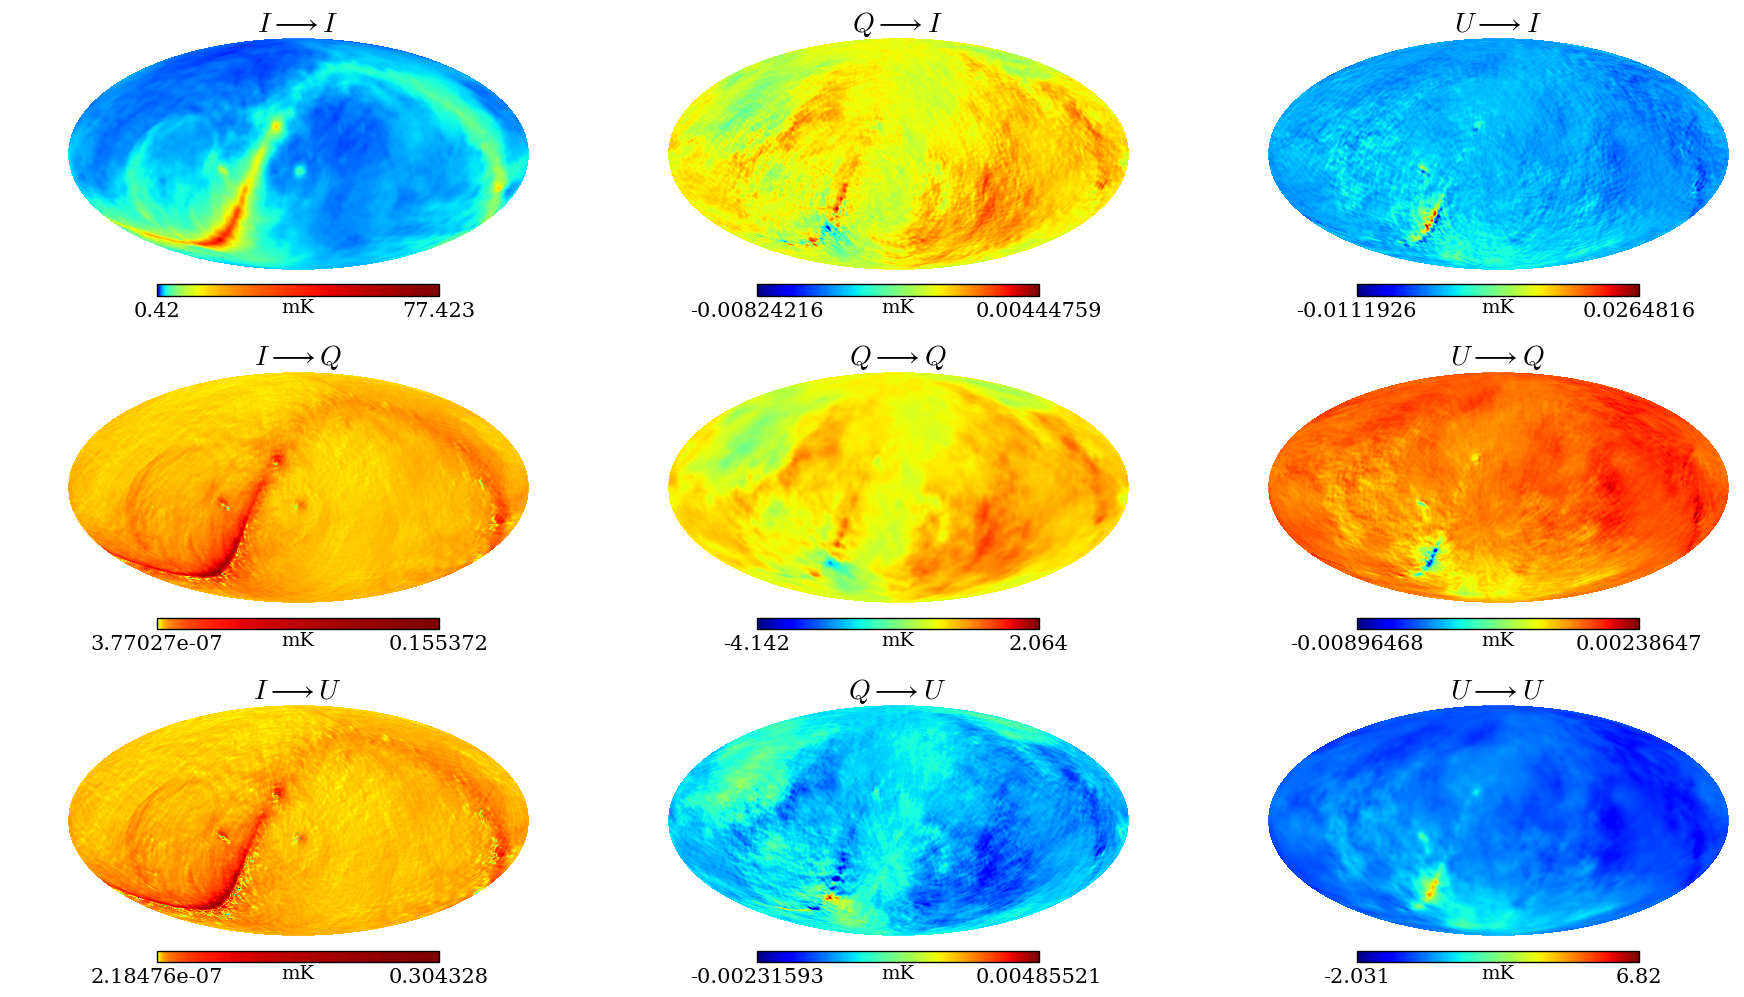 I → I
Q → I
U → I
0.42 mK 77.423
-0.00824216 mK 0.00444759
-0.0111926 mK 0.0264816
I → Q
Q → Q
U → Q
3.77027e-07 mK 0.155372
-4.142 mK 2.064
-0.00896468 mK 0.00238647
I → U
Q → U
U → U
2.18476e-07 mK 0.304328
-0.00231593 mK 0.00485521
-2.031 mK 6.82